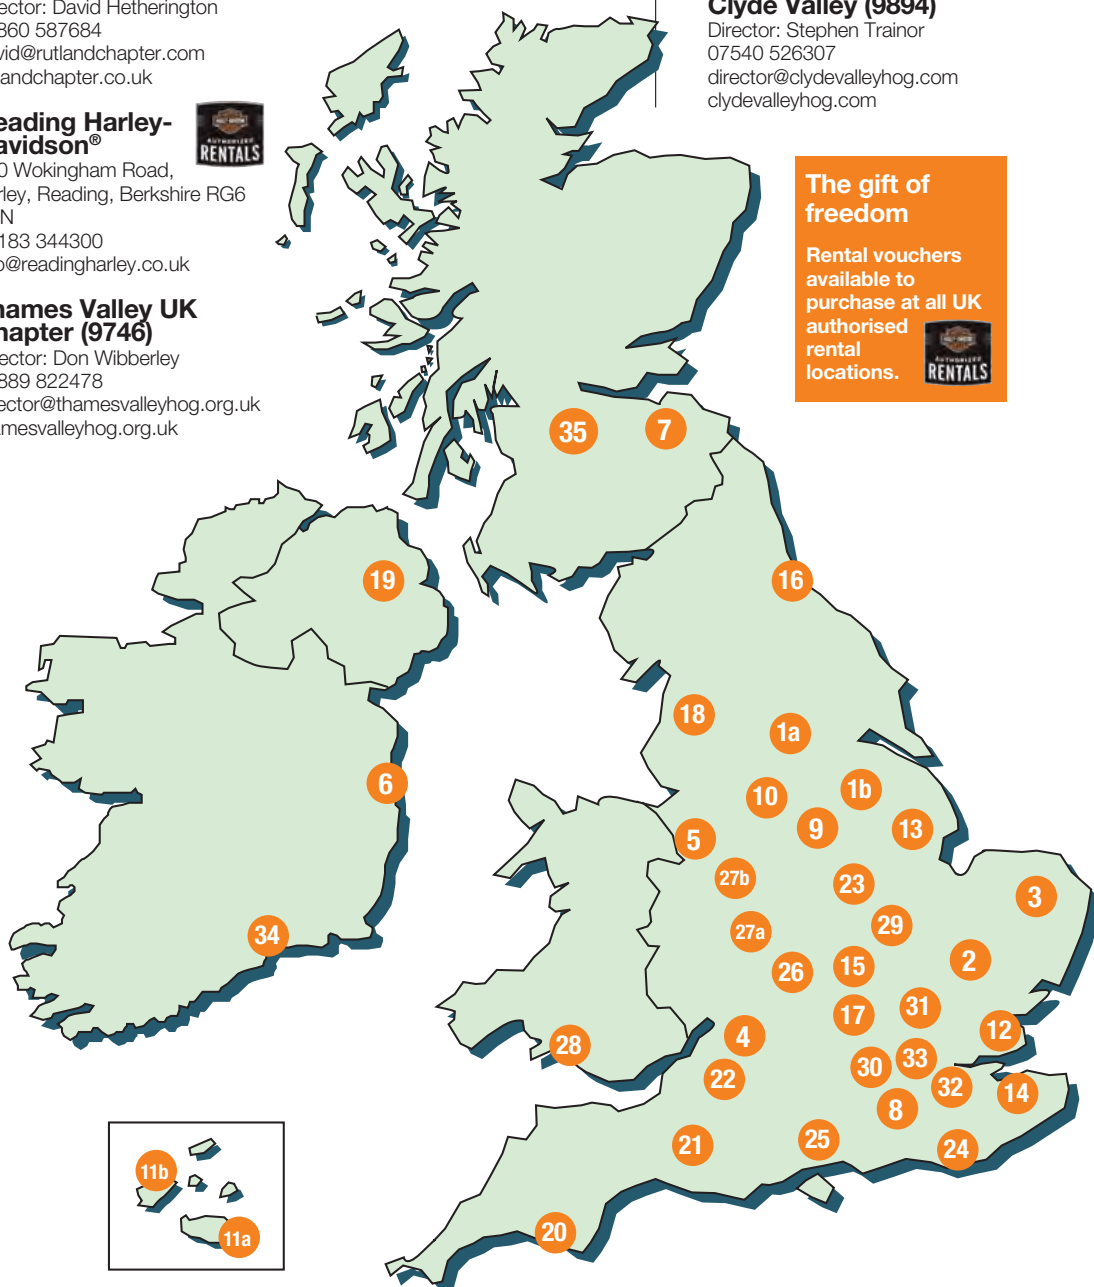 ector: David Hetherington
860 587684
vid@rutlandchapter.com
landchapter.co.uk
eading Harley-
avidson®
AUTHORIZED
RENTALS
0 Wokingham Road,
rley, Reading, Berkshire RG6
N
183 344300
o@readingharley.co.uk
hames Valley UK
hapter (9746)
ector: Don Wibberley
889 822478
ector@thamesvalleyhog.org.uk
amesvalleyhog.org.uk
Clyde Valley (9894)
Director: Stephen Trainor
07540 526307
director@clydevalleyhog.com
clydevalleyhog.com
The gift of
freedom
Rental vouchers
available to
purchase at all UK
authorised
rental
locations.
AUTHORIZED
RENTALS
35
7
19
16
18
1a
6
10
1b
9
13
5
27b
23
3
34
27a
29
26
15
2
17
31
12
28
4
22
30
33
32
14
8
21
25
24
11b
11a
20